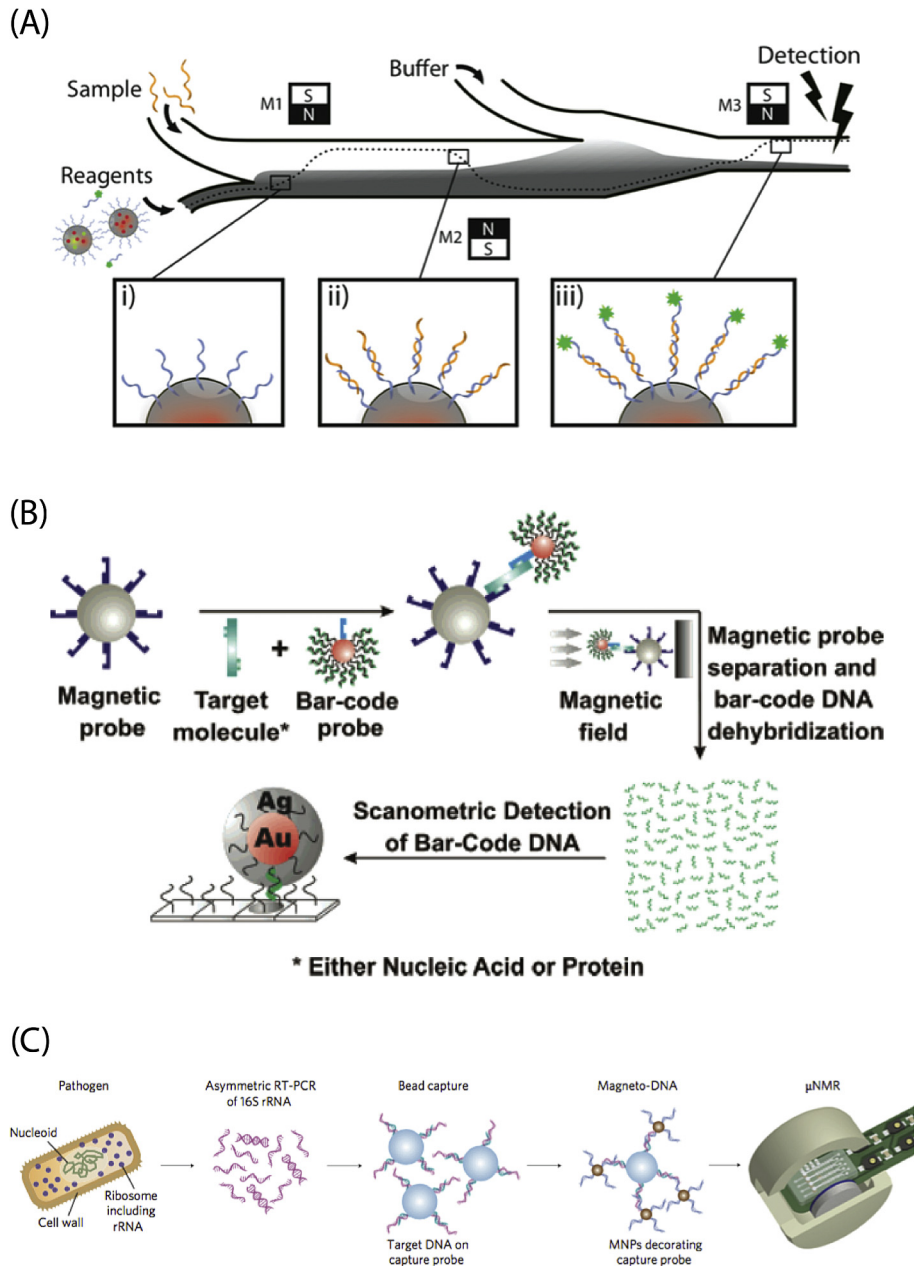 (A)
Sample
Reagents
M1
S
N
Buffer
M2
N
S
M3
S
N
Detection
i)
ii)
iii)
(B)
Magnetic
probe
Target
molecule*
+
Bar-code
probe
Magnetic
field
Magnetic probe
separation and
bar-code DNA
dehybridization
Ag
Au
Scanometric Detection
of Bar-Code DNA
* Either Nucleic Acid or Protein
(C)
Pathogen
Nucleoid
Cell wall
Ribosome
including
rRNA
Asymmetric RT-PCR
of 16S rRNA
Bead capture
Target DNA on
capture probe
Magneto-DNA
MNPs decorating
capture probe
µNMR